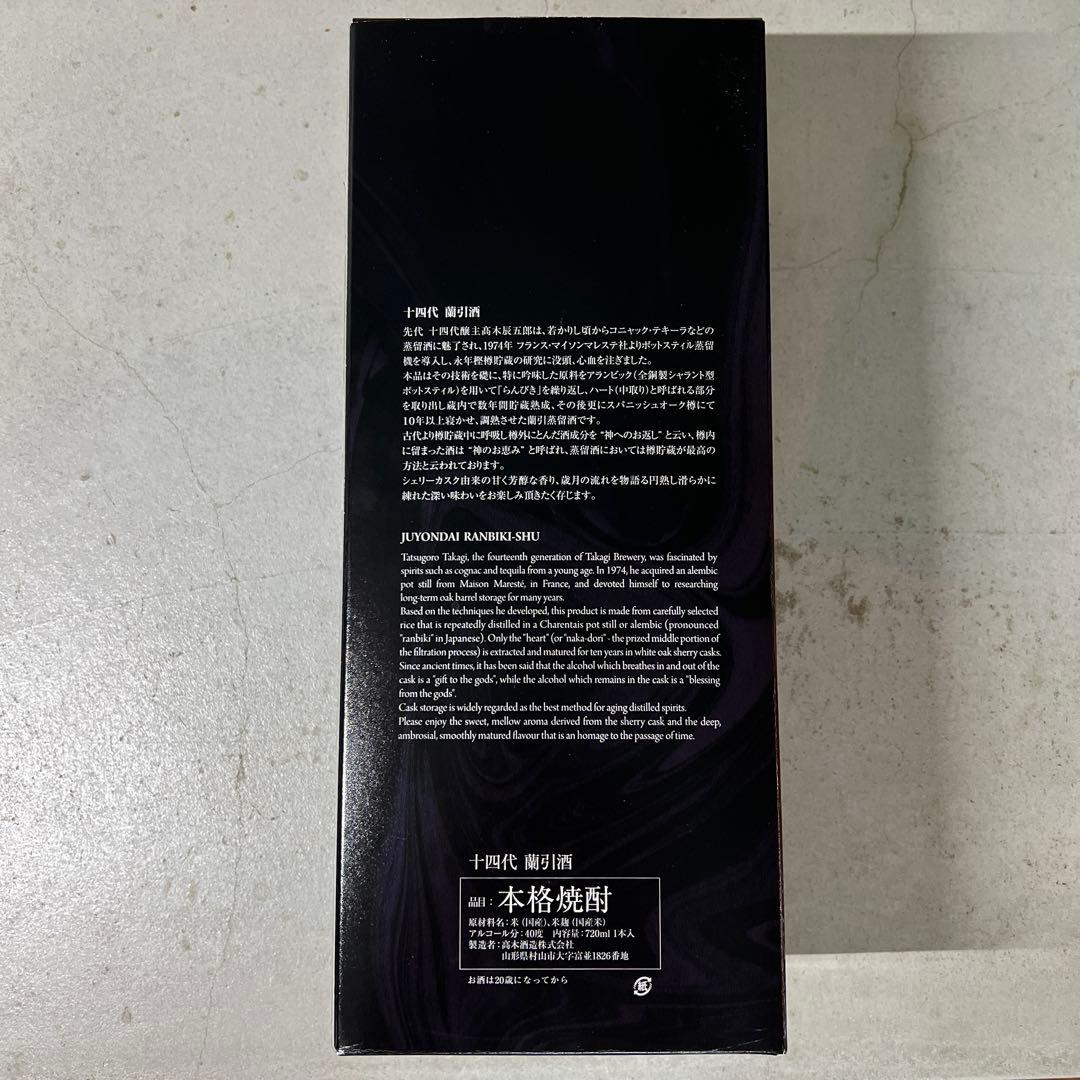 十四代 蘭引酒
先代 十四代醸主髙木辰五郎は、若かりし頃からコニャック・テキーラなどの
蒸留酒に魅了され、1974年 フランス・マイソンマレステ社よりポットスティル蒸留
機を導入し、永年樫樽貯蔵の研究に没頭、心血を注ぎました。
本品はその技術を礎に、特に吟味した原料をアランビック（全銅製シャラント型
ポットスティル）を用いて「らんびき」を繰り返し、ハート（中取り）と呼ばれる部分
を取り出し蔵内で数年間貯蔵熟成、その後更にスパニッシュオーク樽にて
10年以上寝かせ、調熟させた蘭引蒸留酒です。
古代より樽貯蔵中に呼吸し樽外にとんだ酒成分を “神へのお返し” と云い、樽内
に留まった酒は “神のお恵み” と呼ばれ、蒸留酒においては樽貯蔵が最高の
方法と云われております。
シェリーカスク由来の甘く芳醇な香り、歳月の流れを物語る円熟し滑らかに
練れた深い味わいをお楽しみ頂きたく存じます。
JUYONDAI RANBIKI-SHU
Tatsugoro Takagi, the fourteenth generation of Takagi Brewery, was fascinated by
spirits such as cognac and tequila from a young age. In 1974, he acquired an alembic
pot still from Maison Maresté, in France, and devoted himself to researching
long-term oak barrel storage for many years.
Based on the techniques he developed, this product is made from carefully selected
rice that is repeatedly distilled in a Charentais pot still or alembic (pronounced
"ranbiki" in Japanese). Only the "heart" (or "naka-dori" - the prized middle portion of
the filtration process) is extracted and matured for ten years in white oak sherry casks.
Since ancient times, it has been said that the alcohol which breathes in and out of the
cask is a "gift to the gods", while the alcohol which remains in the cask is a "blessing
from the gods".
Cask storage is widely regarded as the best method for aging distilled spirits.
Please enjoy the sweet, mellow aroma derived from the sherry cask and the deep,
ambrosial, smoothly matured flavour that is an homage to the passage of time.
十四代 蘭引酒
品目：本格焼酎
原材料名：米（国産）、米麹（国産米）
アルコール分：40度 内容量：720ml 1本入
製造者：高木酒造株式会社
山形県村山市大字富並1826番地
お酒は20歳になってから
紙